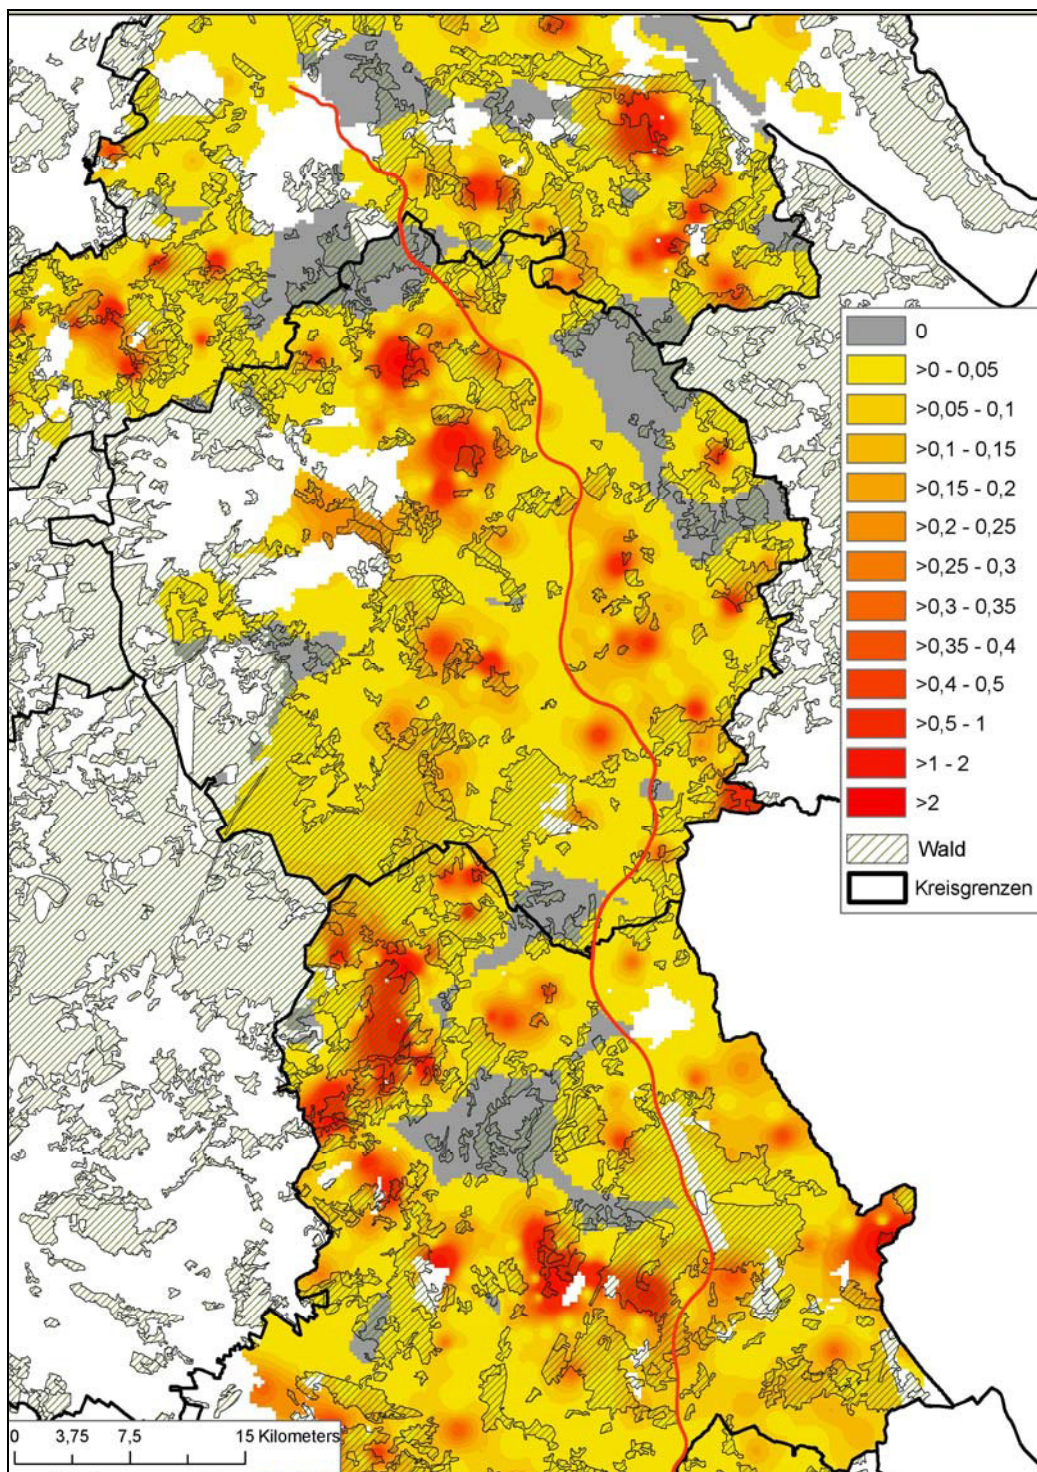 0
>0 - 0,05
>0,05 - 0,1
>0,1 - 0,15
>0,15 - 0,2
>0,2 - 0,25
>0,25 - 0,3
>0,3 - 0,35
>0,35 - 0,4
>0,4 - 0,5
>0,5 - 1
>1 - 2
>2
Wald
Kreisgrenzen
0 3,75 7,5 15 Kilometers